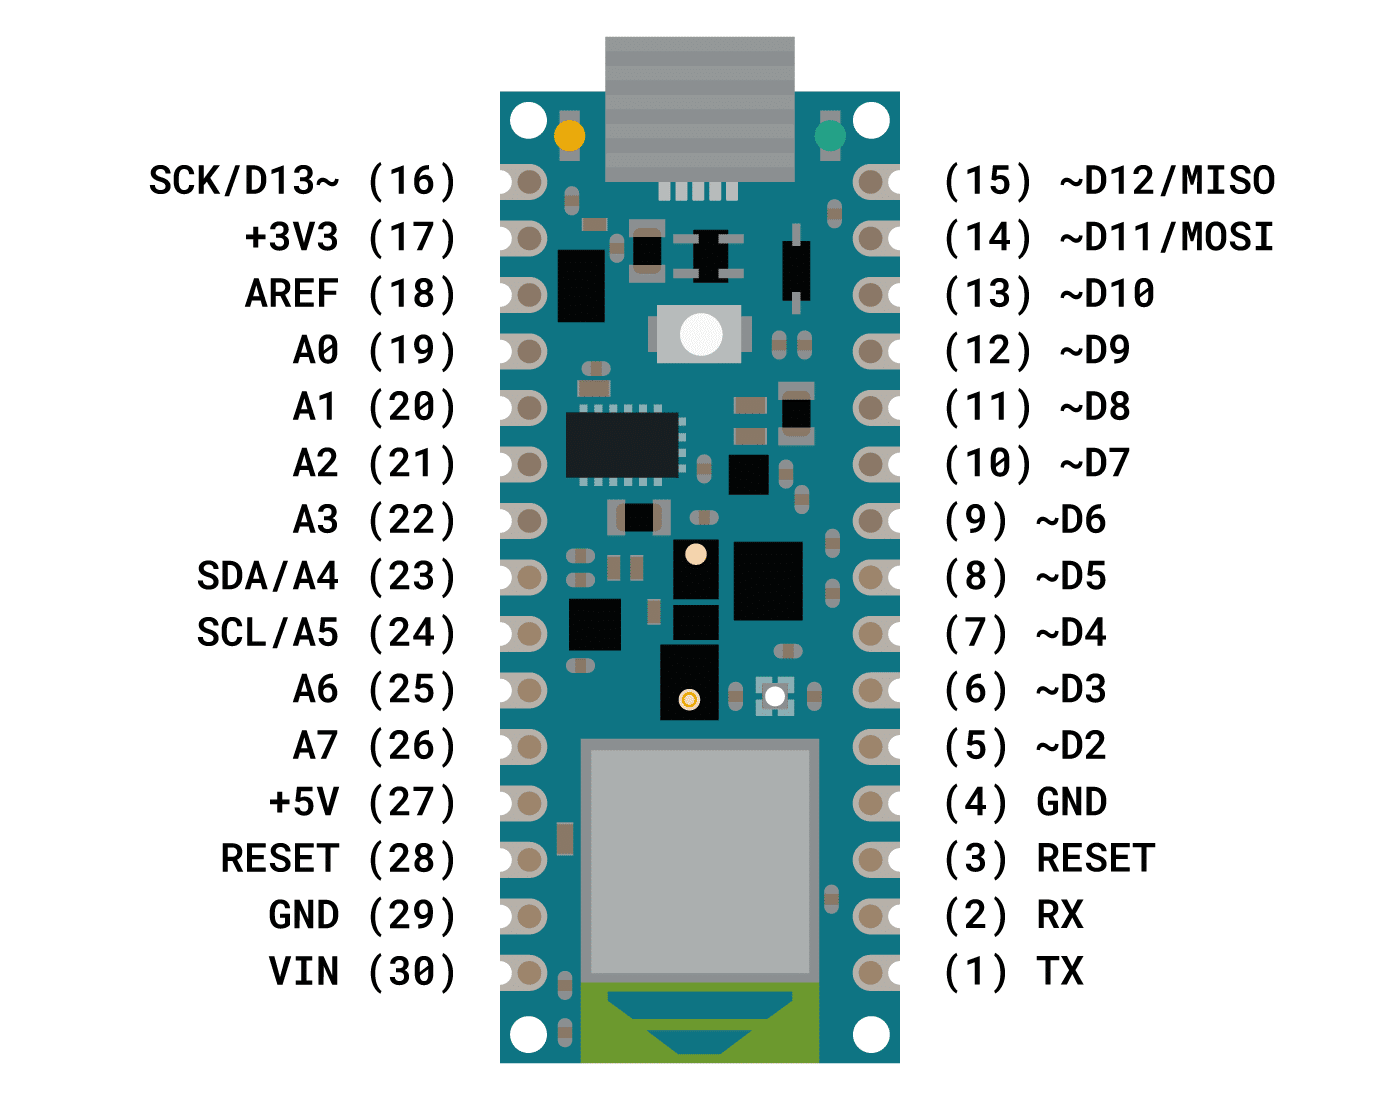 SCK/D13~ (16)
(15) ~D12/MISO
+3V3 (17)
(14) ~D11/MOSI
AREF (18)
(13) ~D10
A0 (19)
(12) ~D9
A1 (20)
(11) ~D8
A2 (21)
(10) ~D7
A3 (22)
(9) ~D6
SDA/A4 (23)
(8) ~D5
SCL/A5 (24)
(7) ~D4
A6 (25)
(6) ~D3
A7 (26)
(5) ~D2
+5V (27)
(4) GND
RESET (28)
(3) RESET
GND (29)
(2) RX
VIN (30)
(1) TX